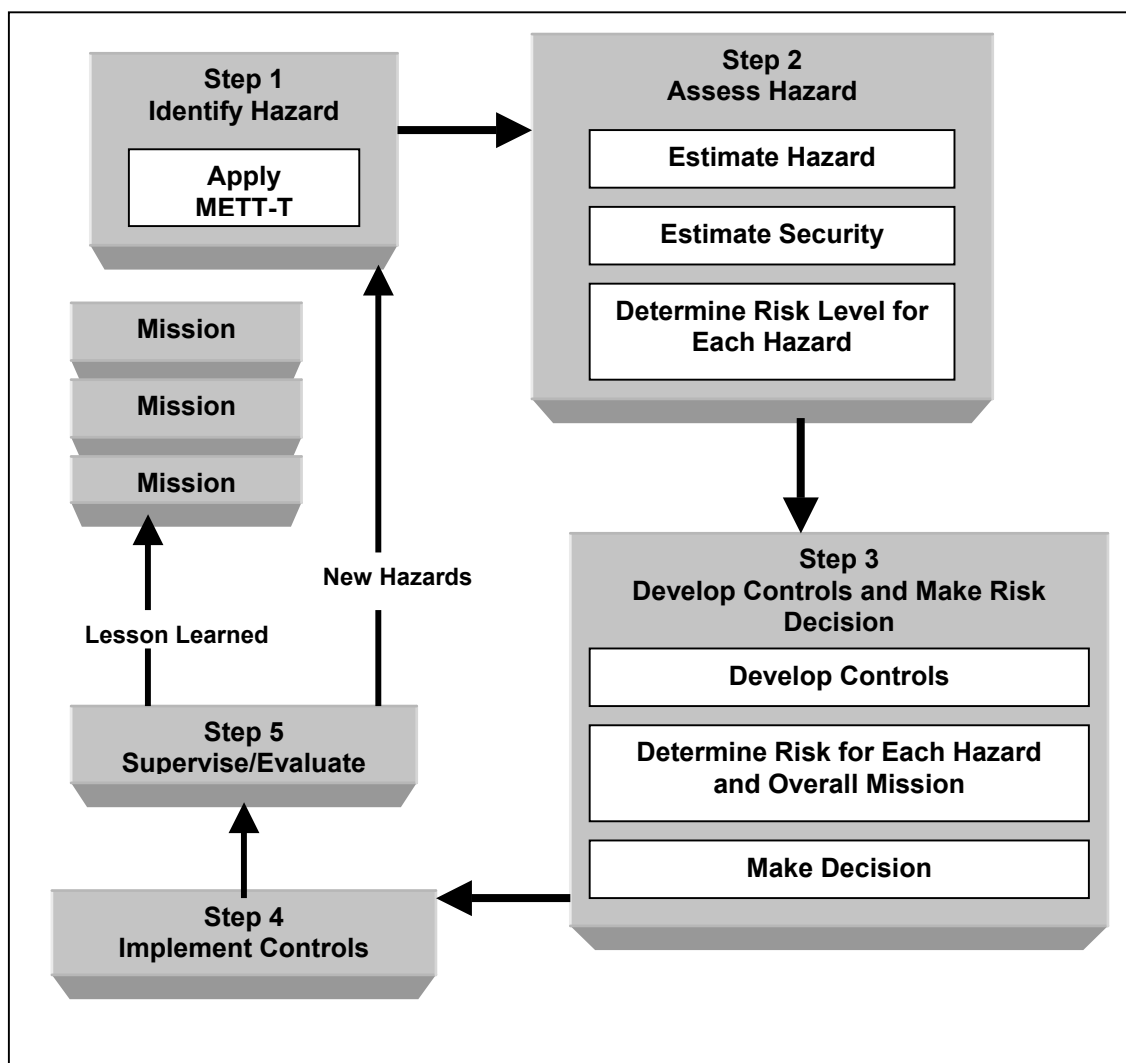 Step 1
Identify Hazard
Apply
METT-T
Step 2
Assess Hazard
Estimate Hazard
Estimate Security
Determine Risk Level for
Each Hazard
Step 3
Develop Controls and Make Risk
Decision
Develop Controls
Determine Risk for Each Hazard
and Overall Mission
Make Decision
Step 4
Implement Controls
Step 5
Supervise/Evaluate
Lesson Learned
New Hazards
Mission
Mission
Mission